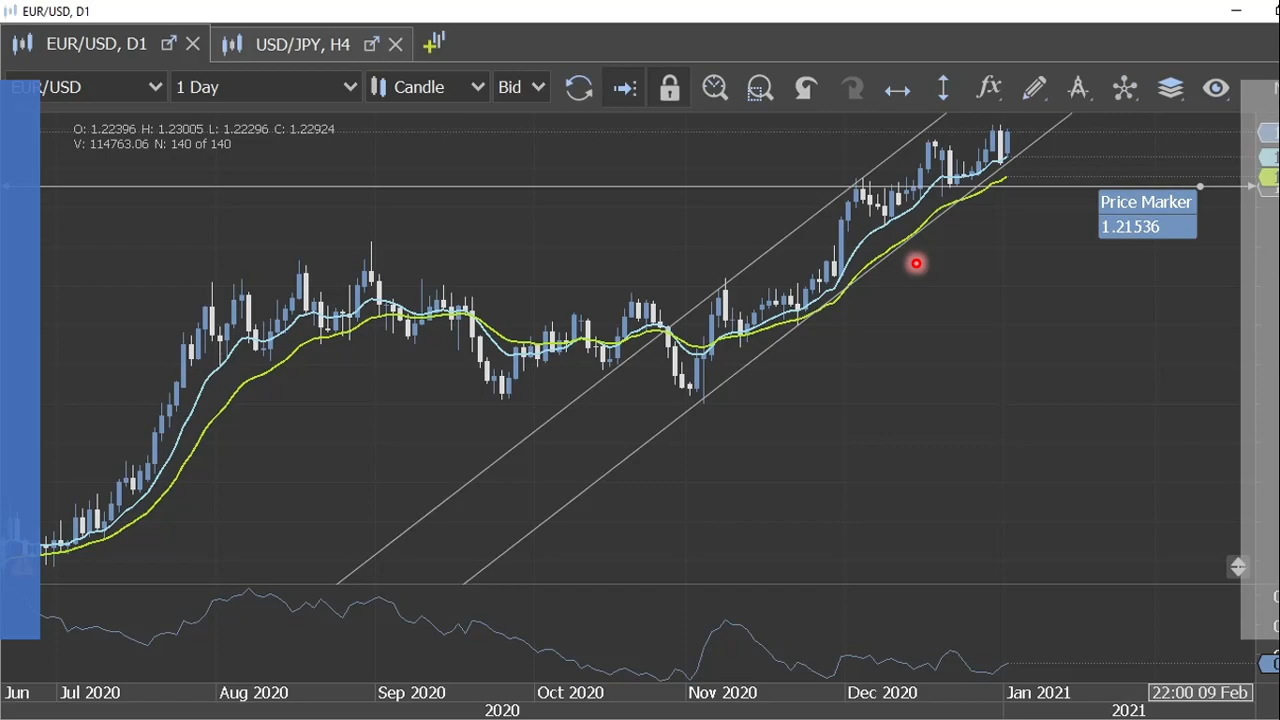 EUR/USD, D1
EUR/USD, D1 USD/JPY, H4
EUR/USD 1 Day Candle Bid fx
O: 1.22396 H: 1.23005 L: 1.22296 C: 1.22924
V: 114763.06 N: 140 of 140
Price Marker
1.21536
Jun Jul 2020 Aug 2020 Sep 2020 Oct 2020 Nov 2020 Dec 2020 Jan 2021 22:00 09 Feb
2020 2021